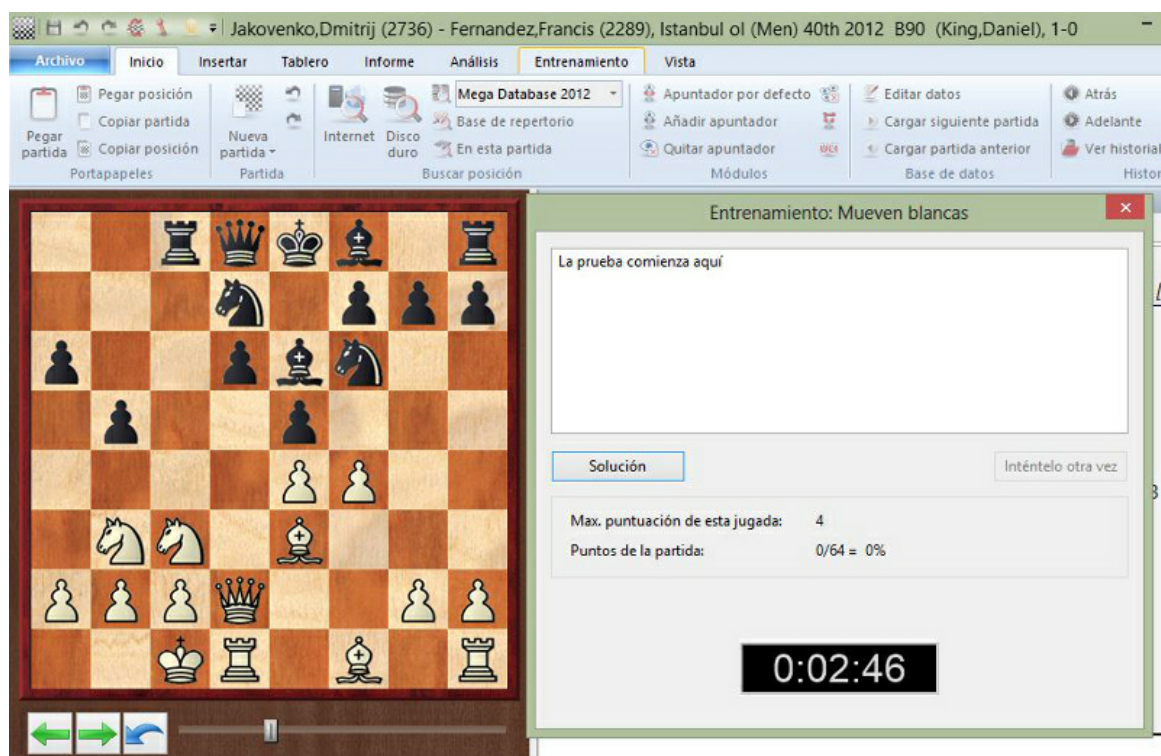 Jakovenko,Dmitrij (2736) - Fernandez,Francis (2289), Istanbul ol (Men) 40th 2012 B90 (King,Daniel), 1-0
Archivo Inicio Insertar Tablero Informe Análisis Entrenamiento Vista
Pegar partida
Pegar posición
Copiar partida
Copiar posición
Portapapeles
Nueva partida
Partida
Internet
Disco duro
Mega Database 2012
Base de repertorio
En esta partida
Buscar posición
Apuntador por defecto
Añadir apuntador
Quitar apuntador
UCI
Módulos
Editar datos
Cargar siguiente partida
Cargar partida anterior
Base de datos
Atrás
Adelante
Ver historial
Histor
Entrenamiento: Mueven blancas
La prueba comienza aquí
Solución
Inténtelo otra vez
Max. puntuación de esta jugada: 4
Puntos de la partida: 0/64 = 0%
0:02:46